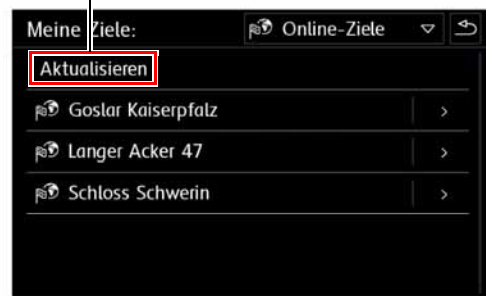 Meine Ziele: Online-Ziele
Aktualisieren
Goslar Kaiserpfalz
Langer Acker 47
Schloss Schwerin